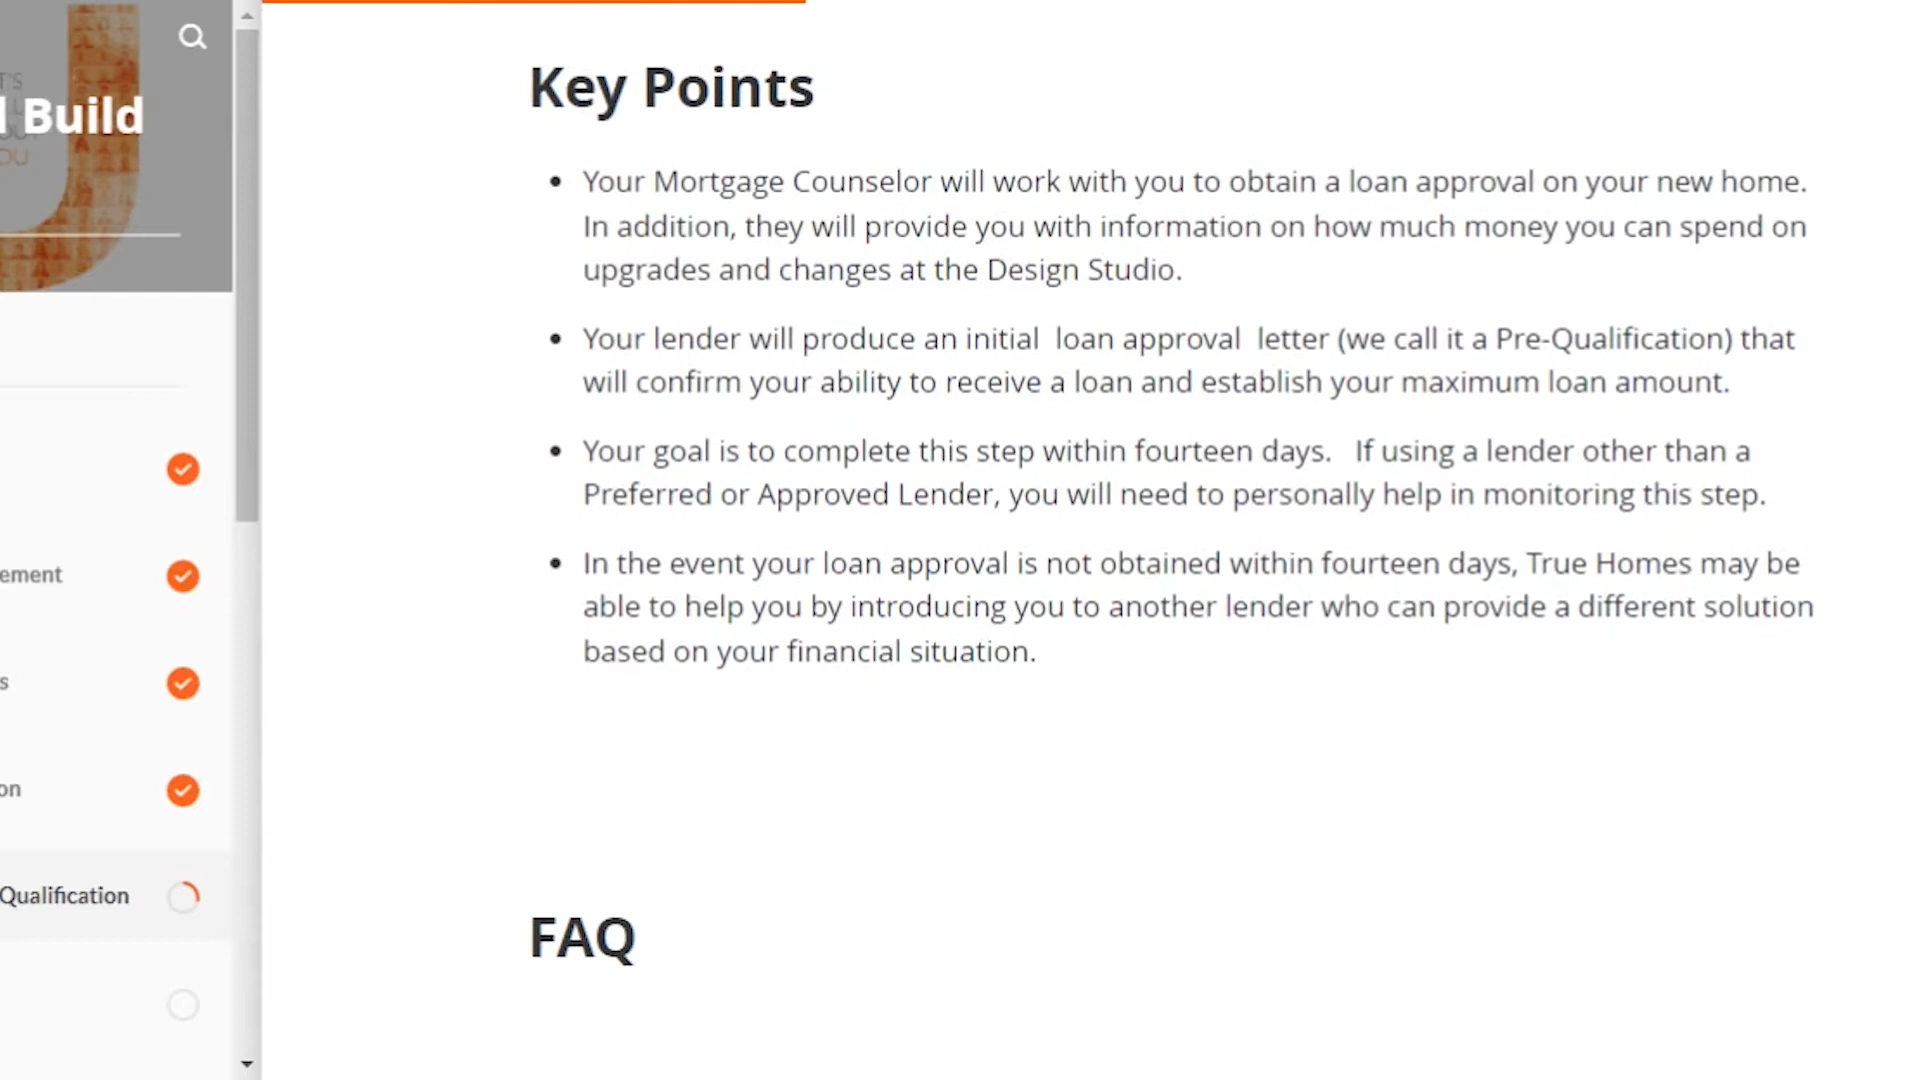 T'S
Build
OU
Key Points
• Your Mortgage Counselor will work with you to obtain a loan approval on your new home.
In addition, they will provide you with information on how much money you can spend on
upgrades and changes at the Design Studio.
• Your lender will produce an initial  loan approval  letter (we call it a Pre-Qualification) that
will confirm your ability to receive a loan and establish your maximum loan amount.
• Your goal is to complete this step within fourteen days.   If using a lender other than a
Preferred or Approved Lender, you will need to personally help in monitoring this step.
• In the event your loan approval is not obtained within fourteen days, True Homes may be
able to help you by introducing you to another lender who can provide a different solution
based on your financial situation.
ement
s
on
Qualification
FAQ